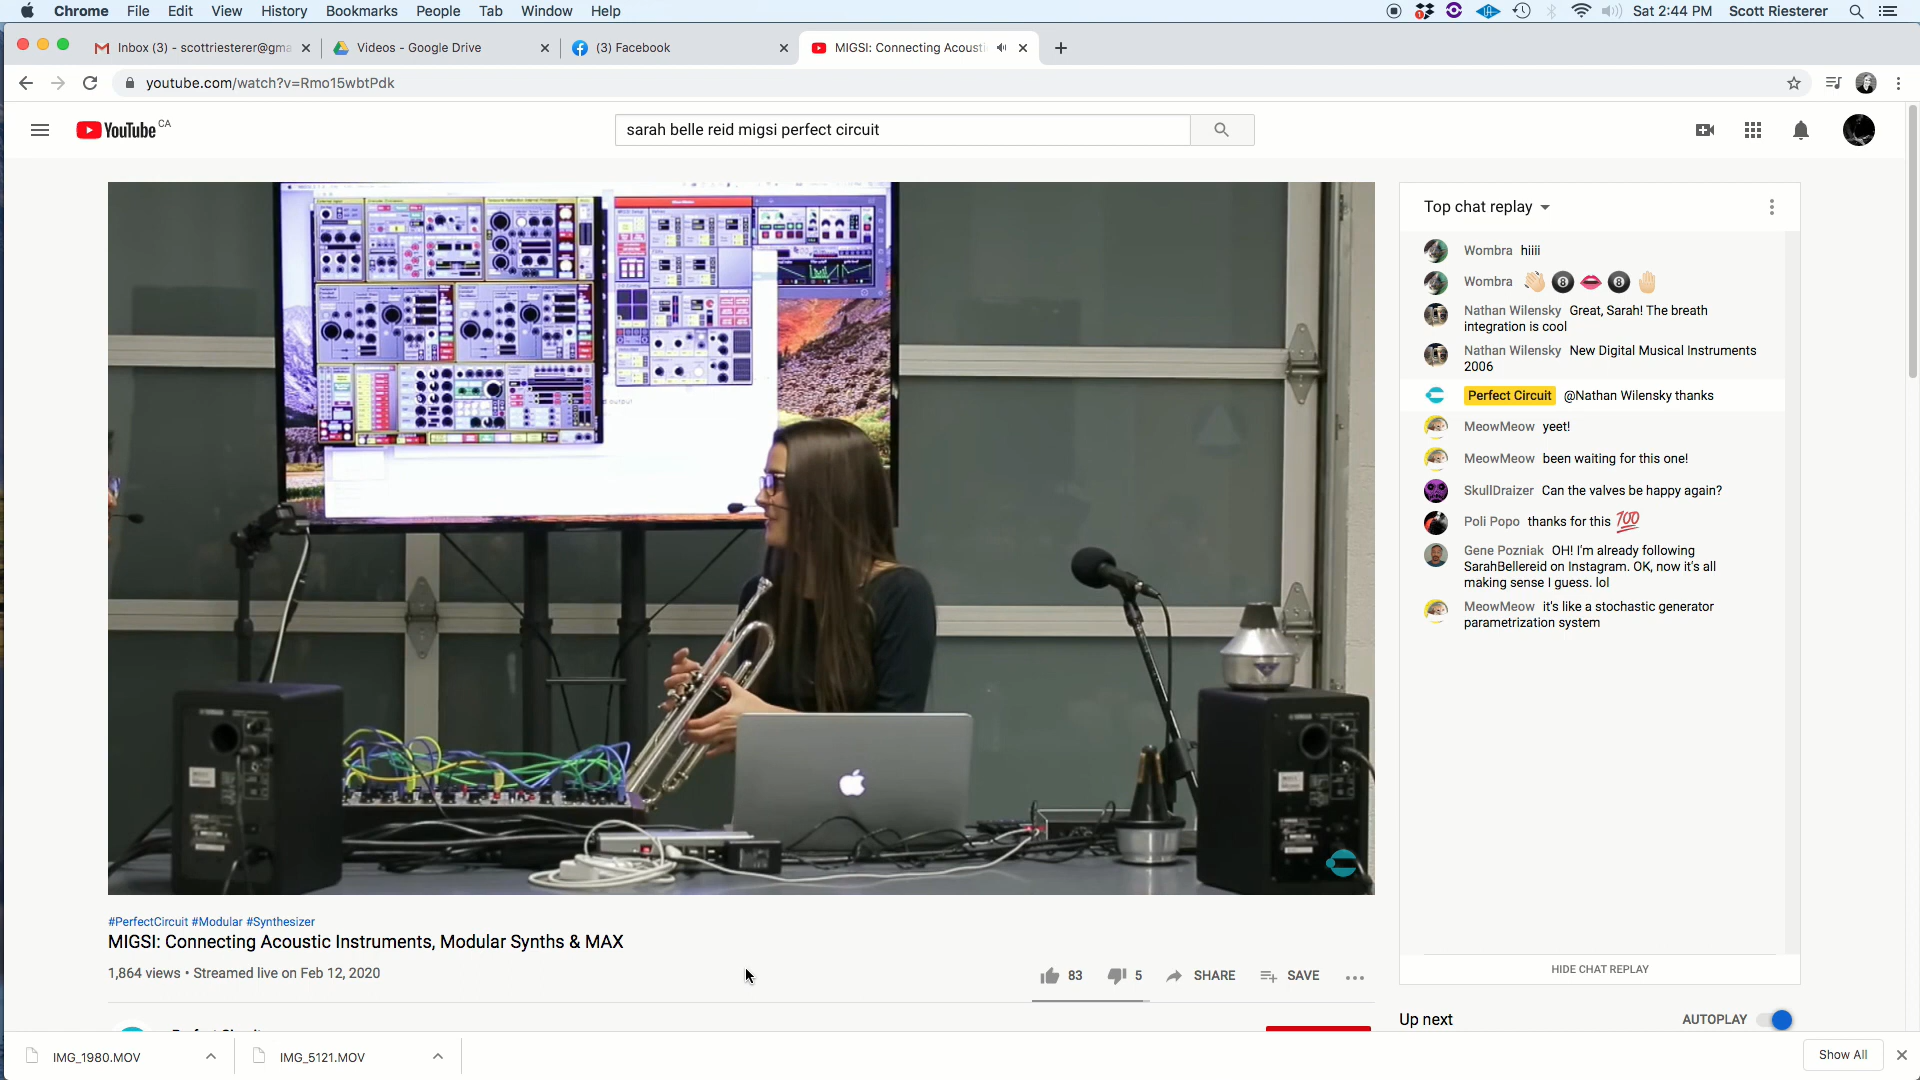 Chrome File Edit View History Bookmarks People Tab Window Help Sat 2:44 PM Scott Riesterer
Inbox (3) - scottriesterer@gma
Videos - Google Drive
(3) Facebook
MIGSI: Connecting Acousti
youtube.com/watch?v=Rmo15wbtPdk
YouTube CA
sarah belle reid migsi perfect circuit
Top chat replay
Wombra hiiii
Wombra 👋🏻🎱👄🎱🤚🏻
Nathan Wilensky Great, Sarah! The breath
integration is cool
Nathan Wilensky New Digital Musical Instruments
2006
Perfect Circuit @Nathan Wilensky thanks
MeowMeow yeet!
MeowMeow been waiting for this one!
SkullDraizer Can the valves be happy again?
Poli Popo thanks for this 💯
Gene Pozniak OH! I'm already following
SarahBellereid on Instagram. OK, now it's all
making sense I guess. lol
MeowMeow it's like a stochastic generator
parametrization system
HIDE CHAT REPLAY
#PerfectCircuit #Modular #Synthesizer
MIGSI: Connecting Acoustic Instruments, Modular Synths & MAX
1,864 views • Streamed live on Feb 12, 2020
83 5 SHARE SAVE
Up next
AUTOPLAY
IMG_1980.MOV
IMG_5121.MOV
Show All